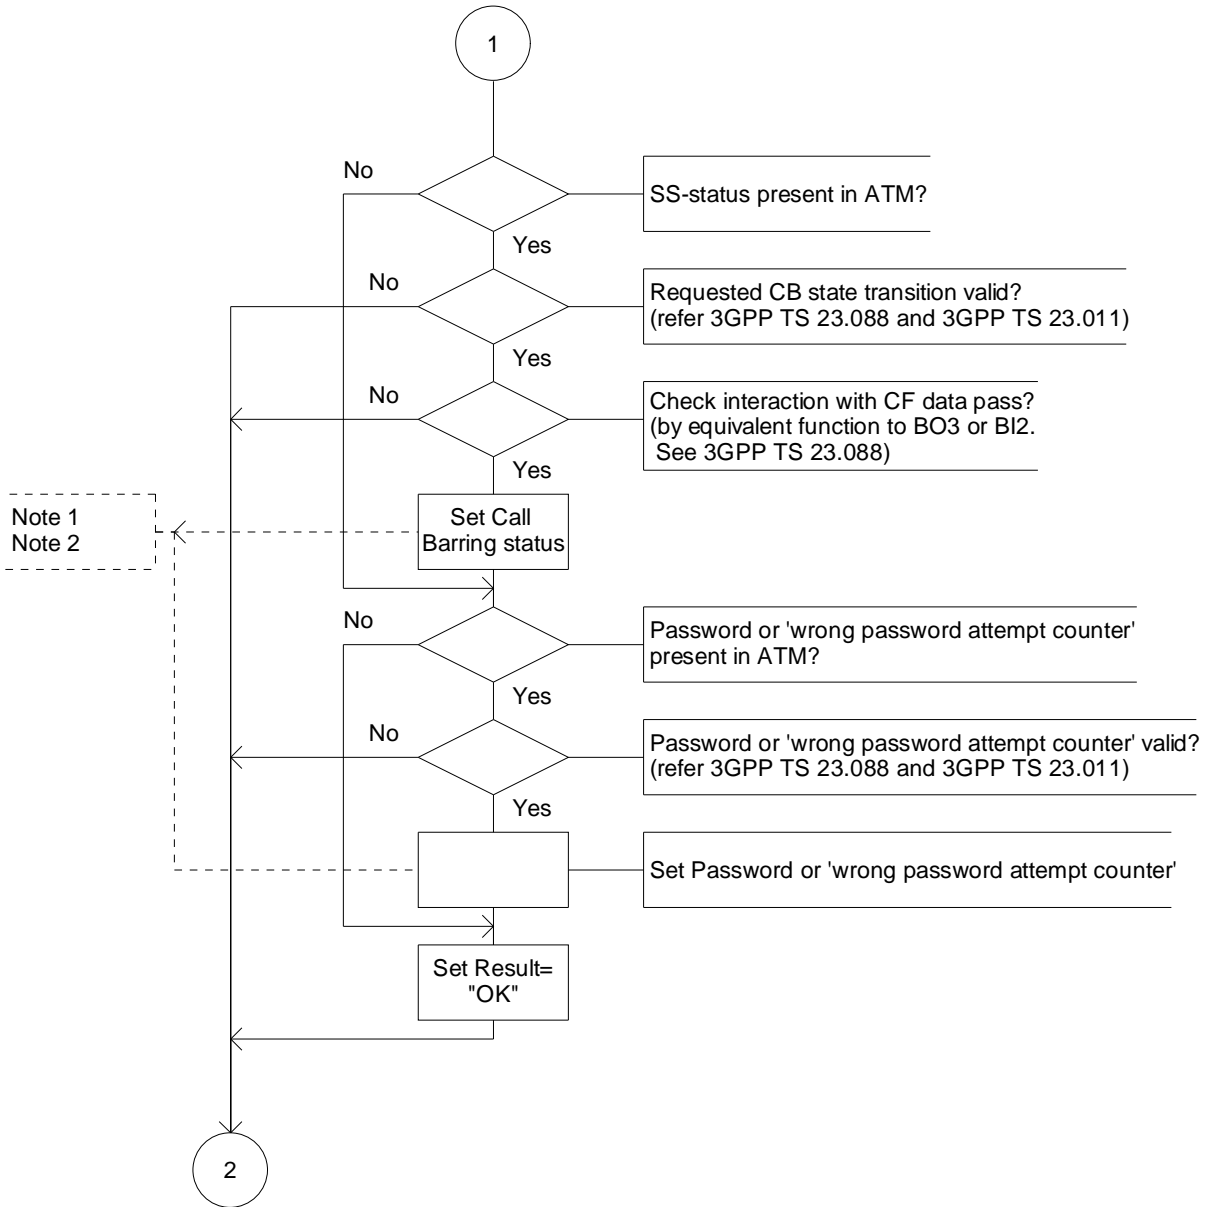 1
No
SS-status present in ATM?
Yes
No
Requested CB state transition valid?
(refer 3GPP TS 23.088 and 3GPP TS 23.011)
Yes
No
Check interaction with CF data pass?
(by equivalent function to BO3 or BI2.
See 3GPP TS 23.088)
Yes
Note 1
Note 2
Set Call
Barring status
No
Password or 'wrong password attempt counter'
present in ATM?
Yes
No
Password or 'wrong password attempt counter' valid?
(refer 3GPP TS 23.088 and 3GPP TS 23.011)
Yes
Set Password or 'wrong password attempt counter'
Set Result=
"OK"
2